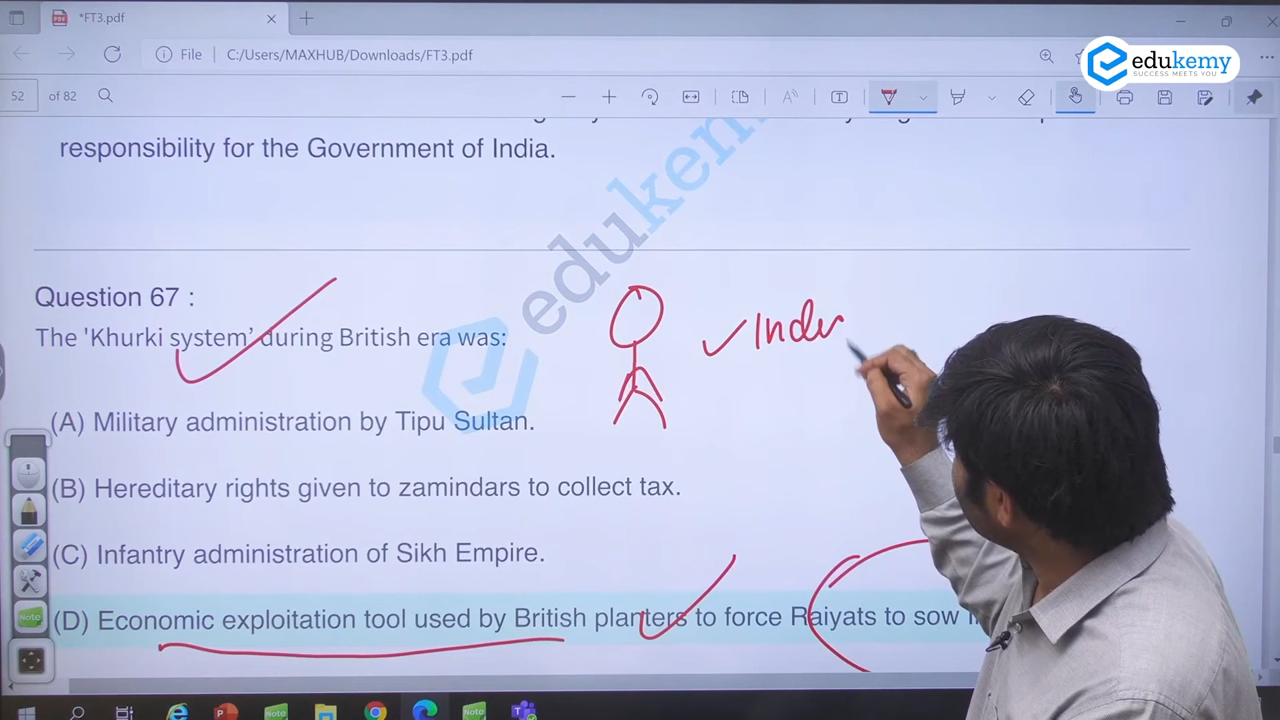 *FT3.pdf
File C:/Users/MAXHUB/Downloads/FT3.pdf
edukemy
SUCCESS MEETS YOU
52 of 82
responsibility for the Government of India.
edukemy
Question 67 :
The 'Khurki system' during British era was:
Inder
(A) Military administration by Tipu Sultan.
(B) Hereditary rights given to zamindars to collect tax.
(C) Infantry administration of Sikh Empire.
(D) Economic exploitation tool used by British planters to force Raiyats to sow
Note